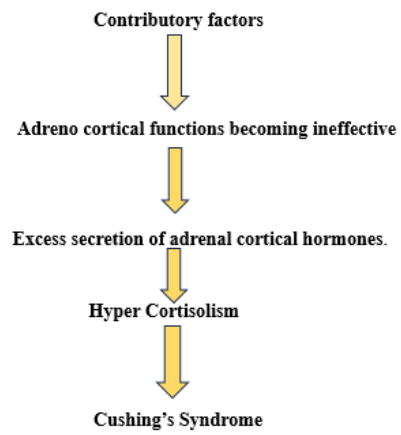 Contributory factors
Adreno cortical functions becoming ineffective
Excess secretion of adrenal cortical hormones.
Hyper Cortisolism
Cushing’s Syndrome